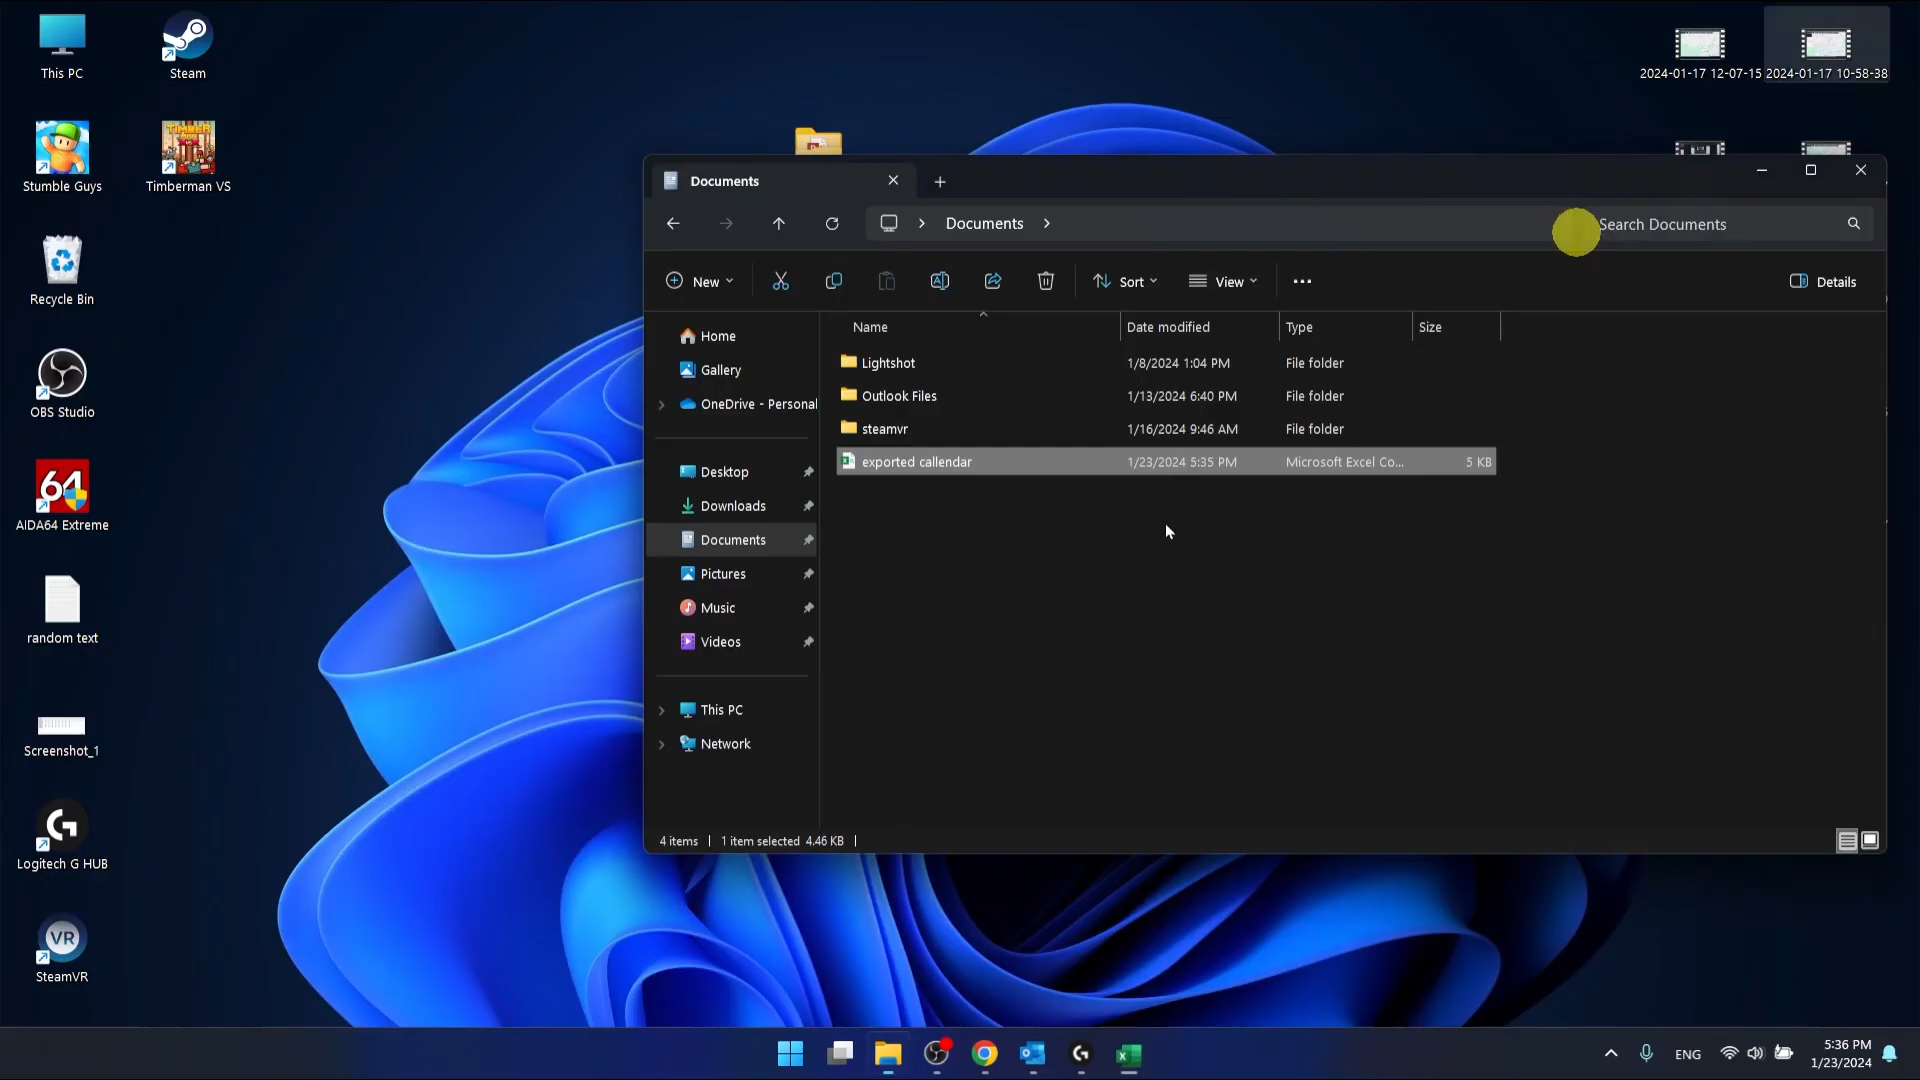 This PC
Steam
2024-01-17 12-07-15
2024-01-17 10-58-38
Stumble Guys
Timberman VS
Recycle Bin
OBS Studio
64
AIDA64 Extreme
random text
Screenshot_1
Logitech G HUB
VR
SteamVR
Documents
Documents
Search Documents
New
Sort
View
Details
Name
Date modified
Type
Size
Home
Gallery
OneDrive - Personal
Desktop
Downloads
Documents
Pictures
Music
Videos
This PC
Network
Lightshot 1/8/2024 1:04 PM File folder
Outlook Files 1/13/2024 6:40 PM File folder
steamvr 1/16/2024 9:46 AM File folder
exported callendar 1/23/2024 5:35 PM Microsoft Excel Co... 5 KB
4 items
1 item selected 4.46 KB
ENG
5:36 PM
1/23/2024